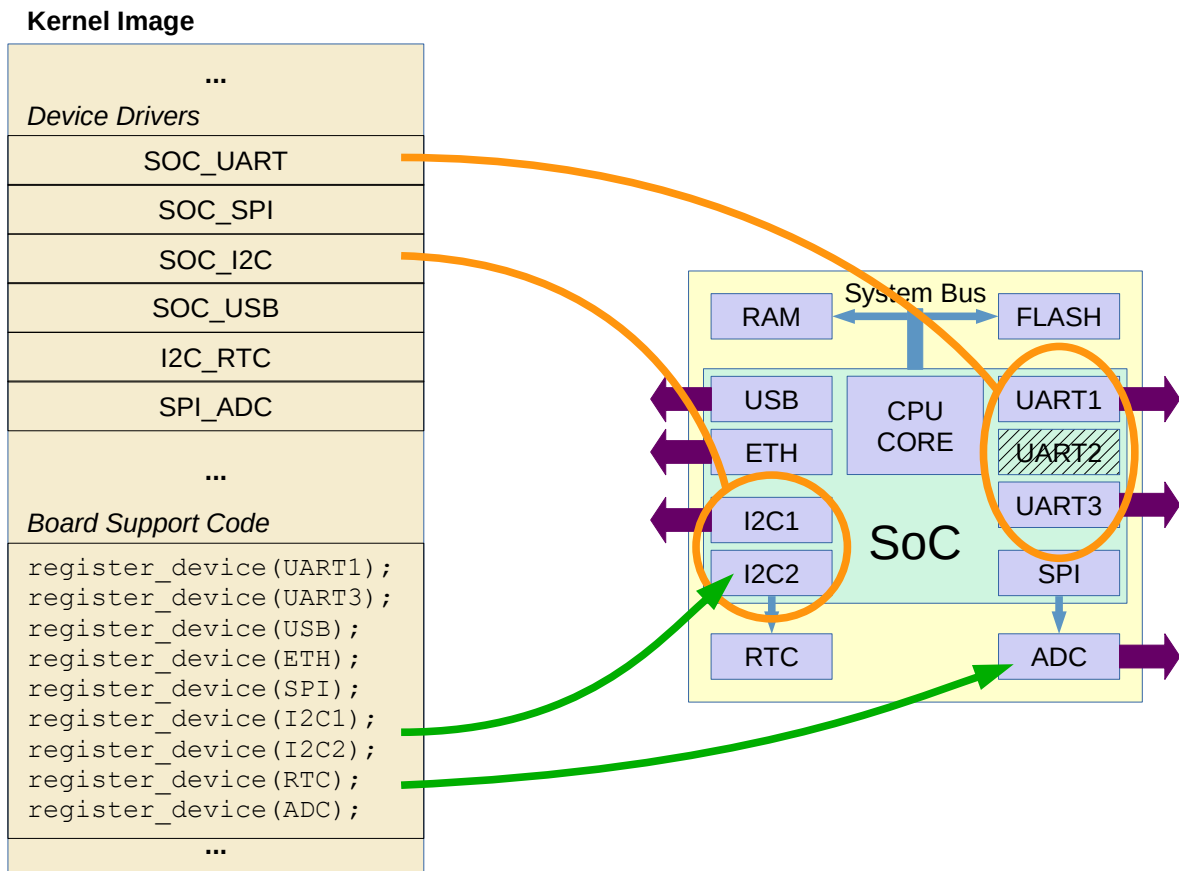 Kernel Image
...
Device Drivers
SOC_UART
SOC_SPI
SOC_I2C
SOC_USB
I2C_RTC
SPI_ADC
...
Board Support Code
register_device(UART1);
register_device(UART3);
register_device(USB);
register_device(ETH);
register_device(SPI);
register_device(I2C1);
register_device(I2C2);
register_device(RTC);
register_device(ADC);
...
System Bus
RAM
FLASH
USB
CPU
CORE
UART1
ETH
UART2
I2C1
SoC
UART3
I2C2
SPI
RTC
ADC